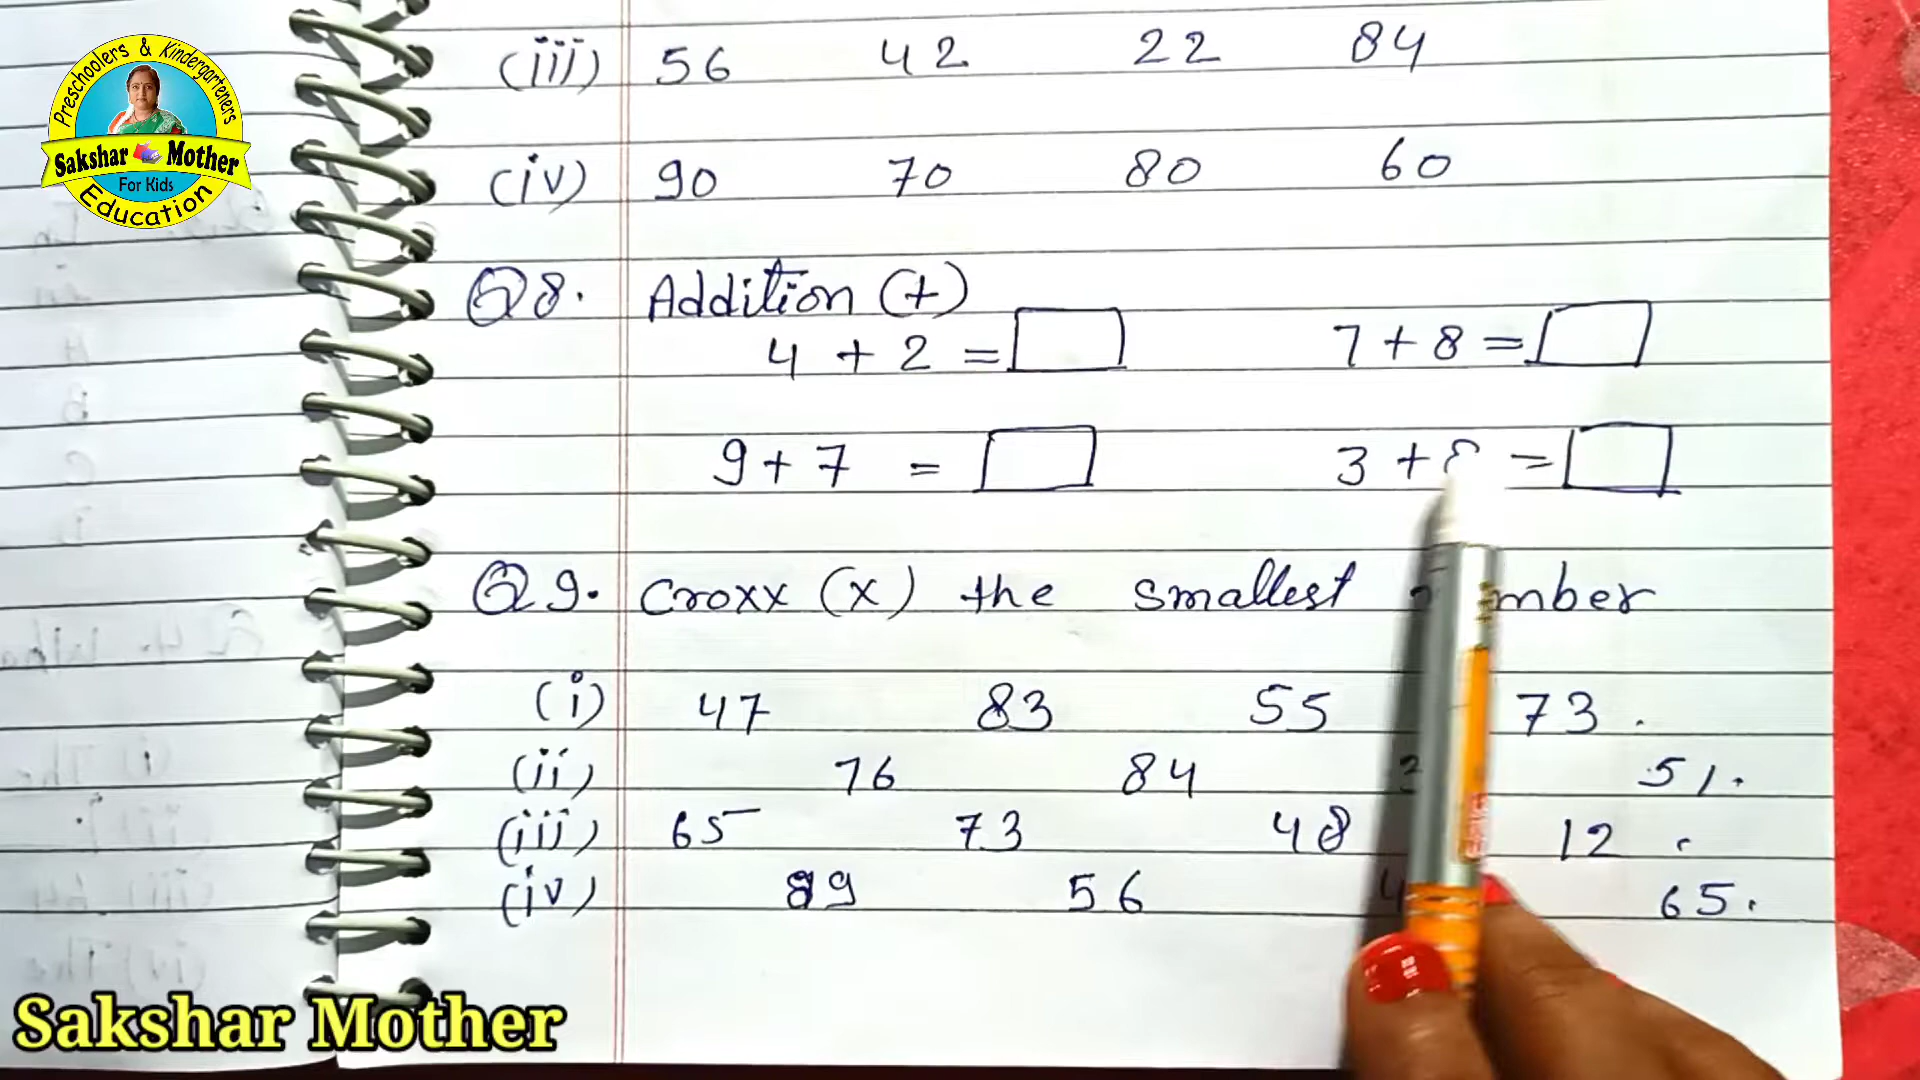 Preschoolers & Kindergarteners
Sakshar Mother
For Kids
Education
(iii) 56 42 22 84
(iv) 90 70 80 60
Q8. Addition (+)
4 + 2 = 7 + 8 =
9 + 7 = 3 + =
Q9. Croxx (x) the smallest
(i) 47 83 55 73.
(ii) 76 84 51.
(iii) 65 73 48 12.
(iv) 89 56 65.
Sakshar Mother